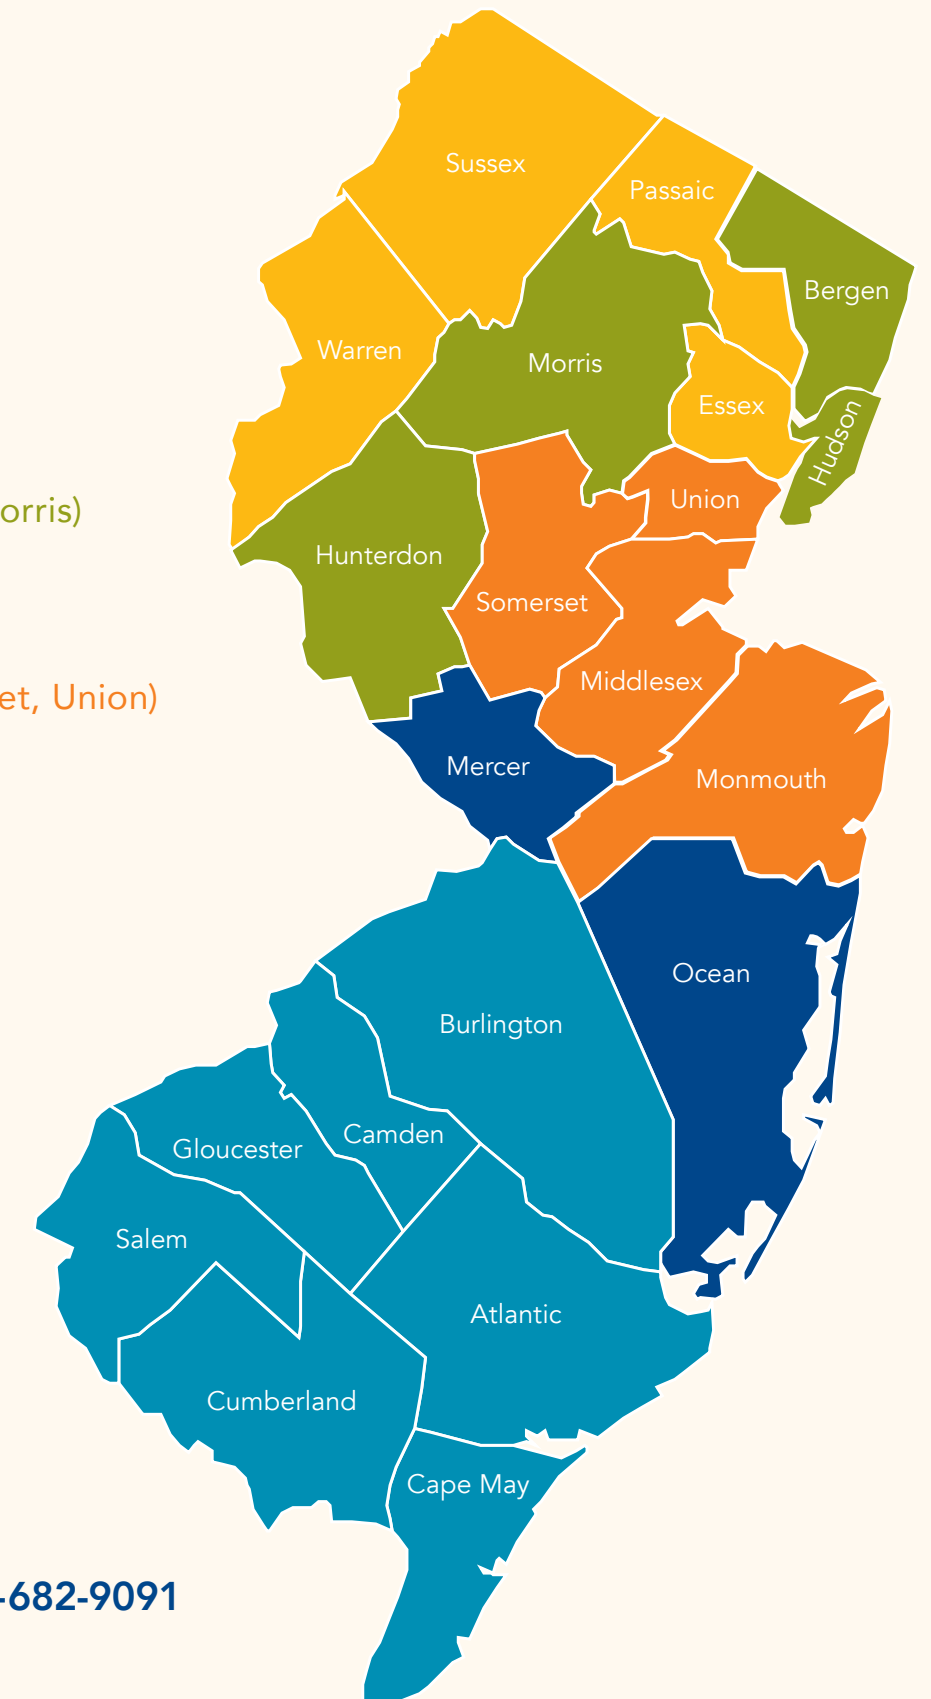 Sussex
Passaic
Bergen
Warren
Morris
Essex
Hudson
Union
orris)
Hunterdon
Somerset
Middlesex
et, Union)
Mercer
Monmouth
Ocean
Burlington
Camden
Gloucester
Salem
Atlantic
Cumberland
Cape May
-682-9091